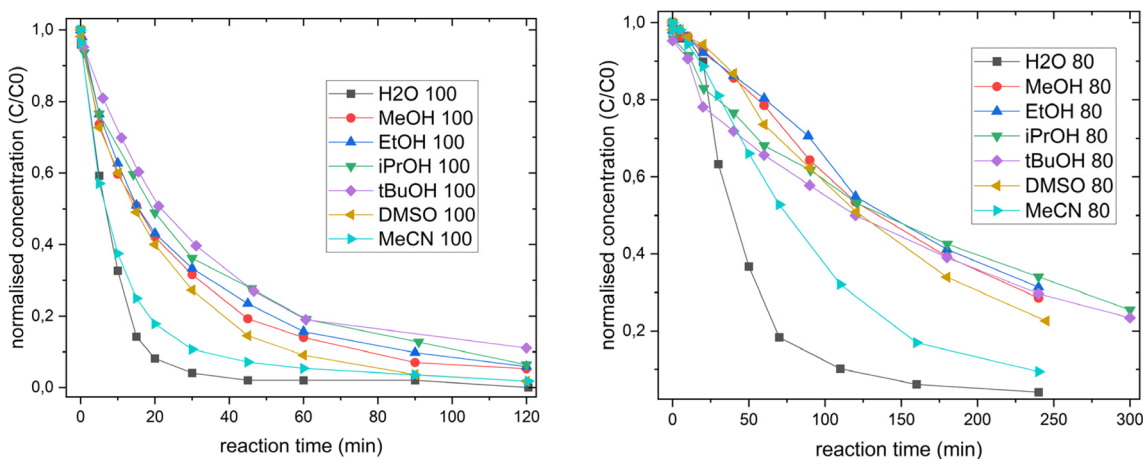 1,0
0,8
0,6
0,4
0,2
0,0
normalised concentration (C/C0)
H2O 100
MeOH 100
EtOH 100
iPrOH 100
tBuOH 100
DMSO 100
MeCN 100
0 20 40 60 80 100 120
reaction time (min)
1,0
0,8
0,6
0,4
0,2
normalised concentration (C/C0)
H2O 80
MeOH 80
EtOH 80
iPrOH 80
tBuOH 80
DMSO 80
MeCN 80
0 50 100 150 200 250 300
reaction time (min)